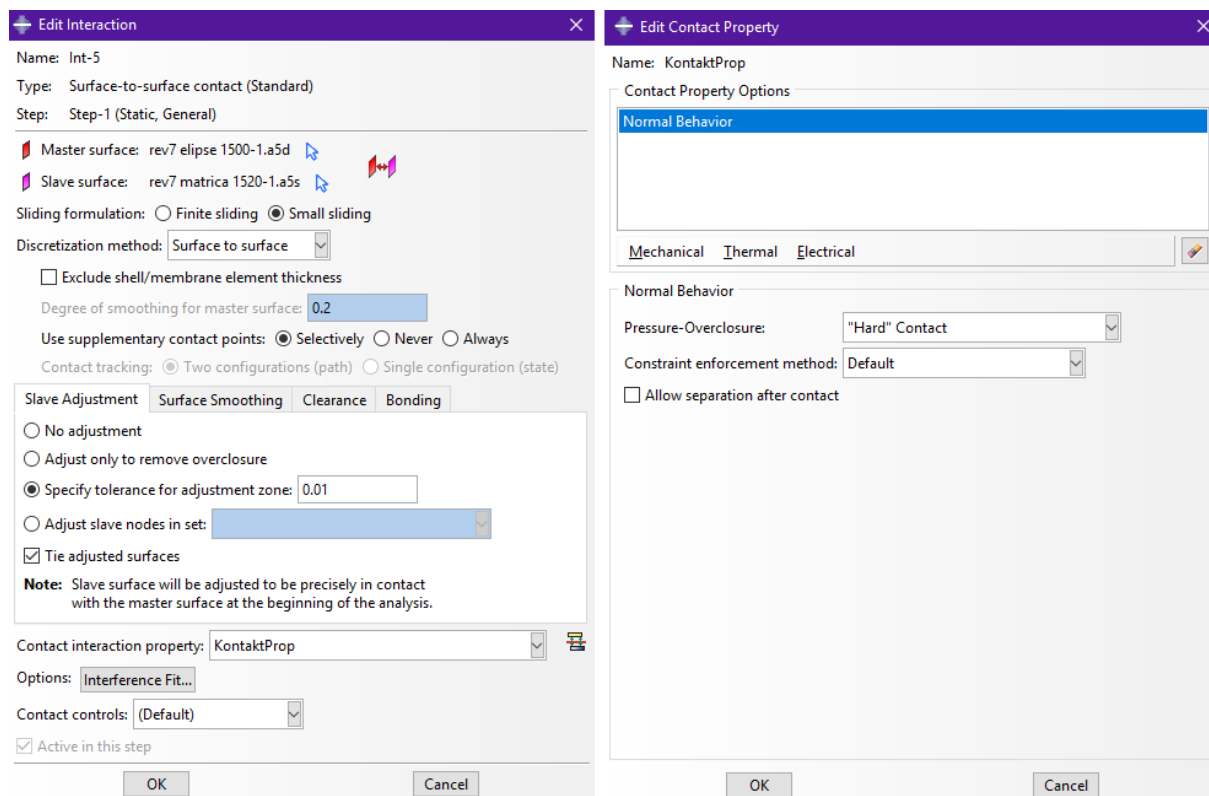 Edit Interaction
Name: Int-5
Type: Surface-to-surface contact (Standard)
Step: Step-1 (Static, General)
Master surface: rev7 elipse 1500-1.a5d
Slave surface: rev7 matrica 1520-1.a5s
Sliding formulation: Finite sliding Small sliding
Discretization method: Surface to surface
Exclude shell/membrane element thickness
Degree of smoothing for master surface: 0.2
Use supplementary contact points: Selectively Never Always
Contact tracking: Two configurations (path) Single configuration (state)
Slave Adjustment Surface Smoothing Clearance Bonding
No adjustment
Adjust only to remove overclosure
Specify tolerance for adjustment zone: 0.01
Adjust slave nodes in set:
Tie adjusted surfaces
Note: Slave surface will be adjusted to be precisely in contact
with the master surface at the beginning of the analysis.
Contact interaction property: KontaktProp
Options: Interference Fit...
Contact controls: (Default)
Active in this step
OK Cancel
Edit Contact Property
Name: KontaktProp
Contact Property Options
Normal Behavior
Mechanical Thermal Electrical
Normal Behavior
Pressure-Overclosure: "Hard" Contact
Constraint enforcement method: Default
Allow separation after contact
OK Cancel